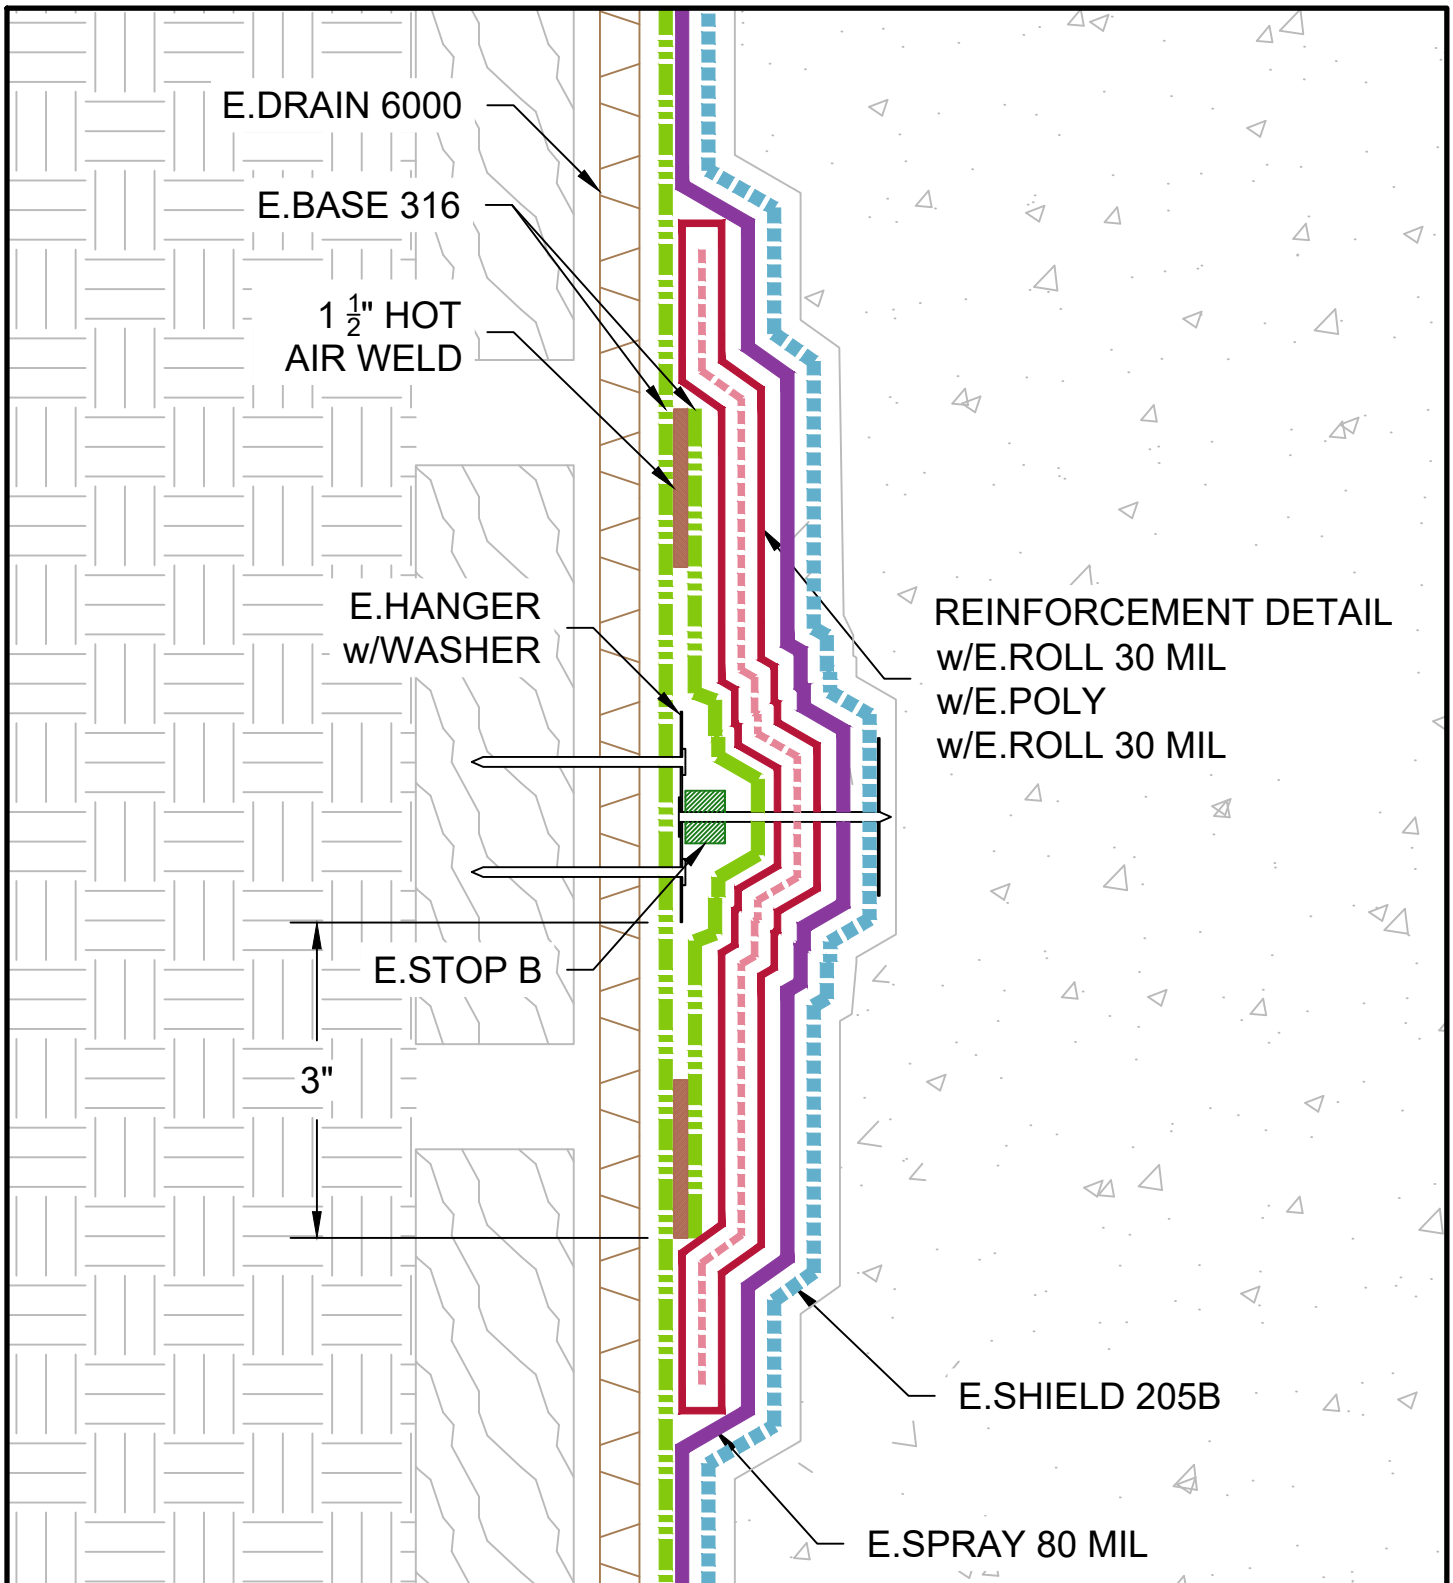 E.DRAIN 6000
E.BASE 316
1 1/2" HOT
AIR WELD
E.HANGER
w/WASHER
REINFORCEMENT DETAIL
w/E.ROLL 30 MIL
w/E.POLY
w/E.ROLL 30 MIL
E.STOP B
3"
E.SHIELD 205B
E.SPRAY 80 MIL